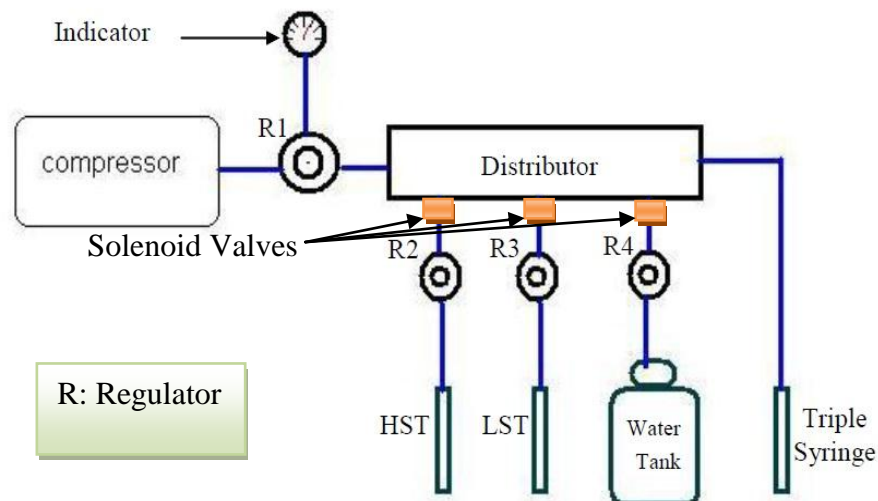 Indicator
R1
compressor
Distributor
Solenoid Valves
R2
R3
R4
R: Regulator
HST
LST
Water
Tank
Triple
Syringe